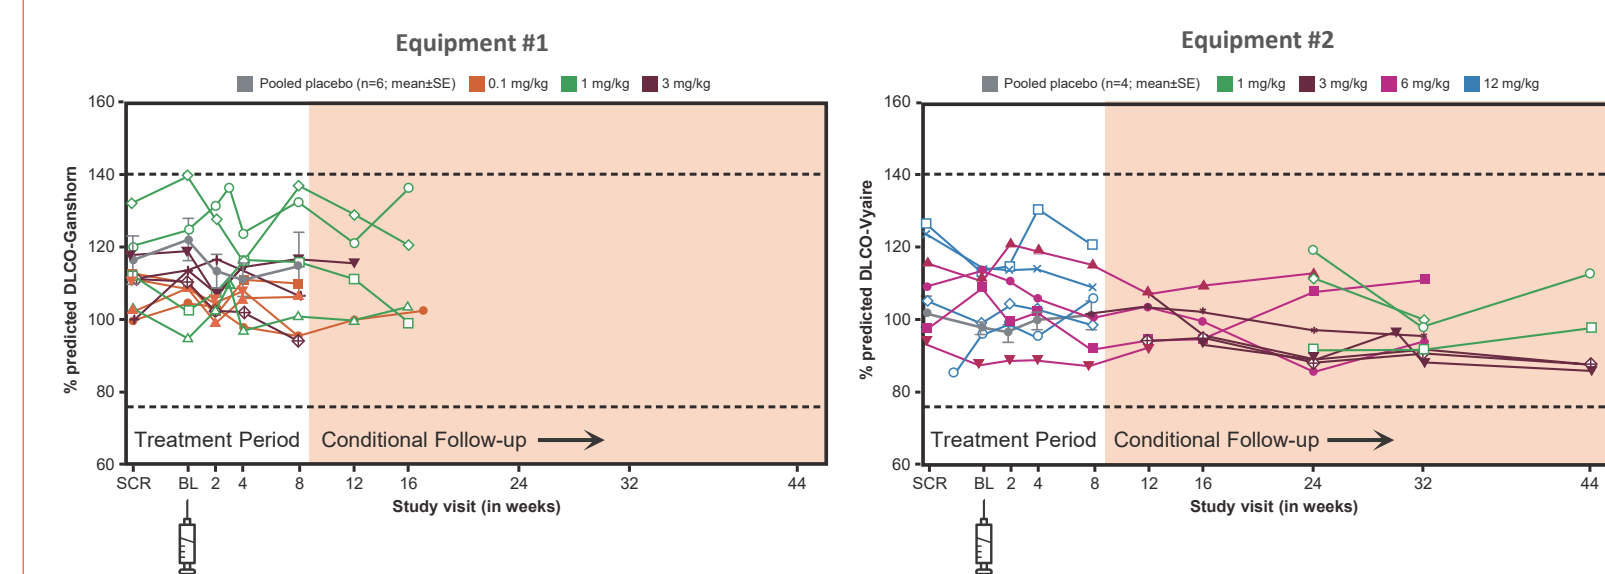 Equipment #1
Pooled placebo (n=6; mean±SE) 0.1 mg/kg 1 mg/kg 3 mg/kg
% predicted DLCO-Ganshorn
160
140
120
100
80
60
Treatment Period Conditional Follow-up
SCR BL 2 4 8 12 16 24 32 44
Study visit (in weeks)
Equipment #2
Pooled placebo (n=4; mean±SE) 1 mg/kg 3 mg/kg 6 mg/kg 12 mg/kg
% predicted DLCO-Vyaire
160
140
120
100
80
60
Treatment Period Conditional Follow-up
SCR BL 2 4 8 12 16 24 32 44
Study visit (in weeks)